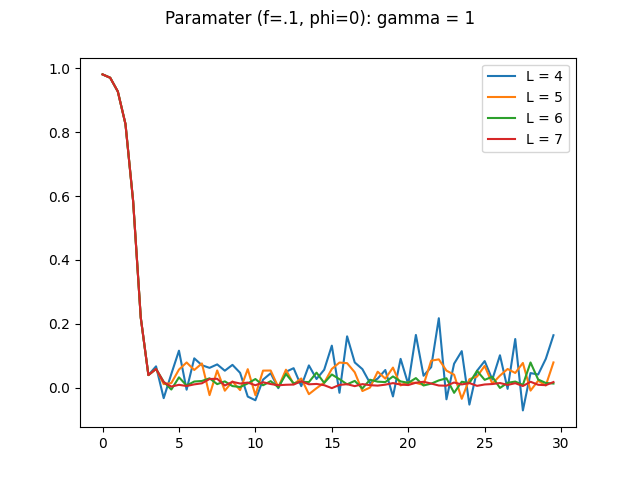 Paramater (f=.1, phi=0): gamma = 1
L = 4
L = 5
L = 6
L = 7
1.0
0.8
0.6
0.4
0.2
0.0
0 5 10 15 20 25 30